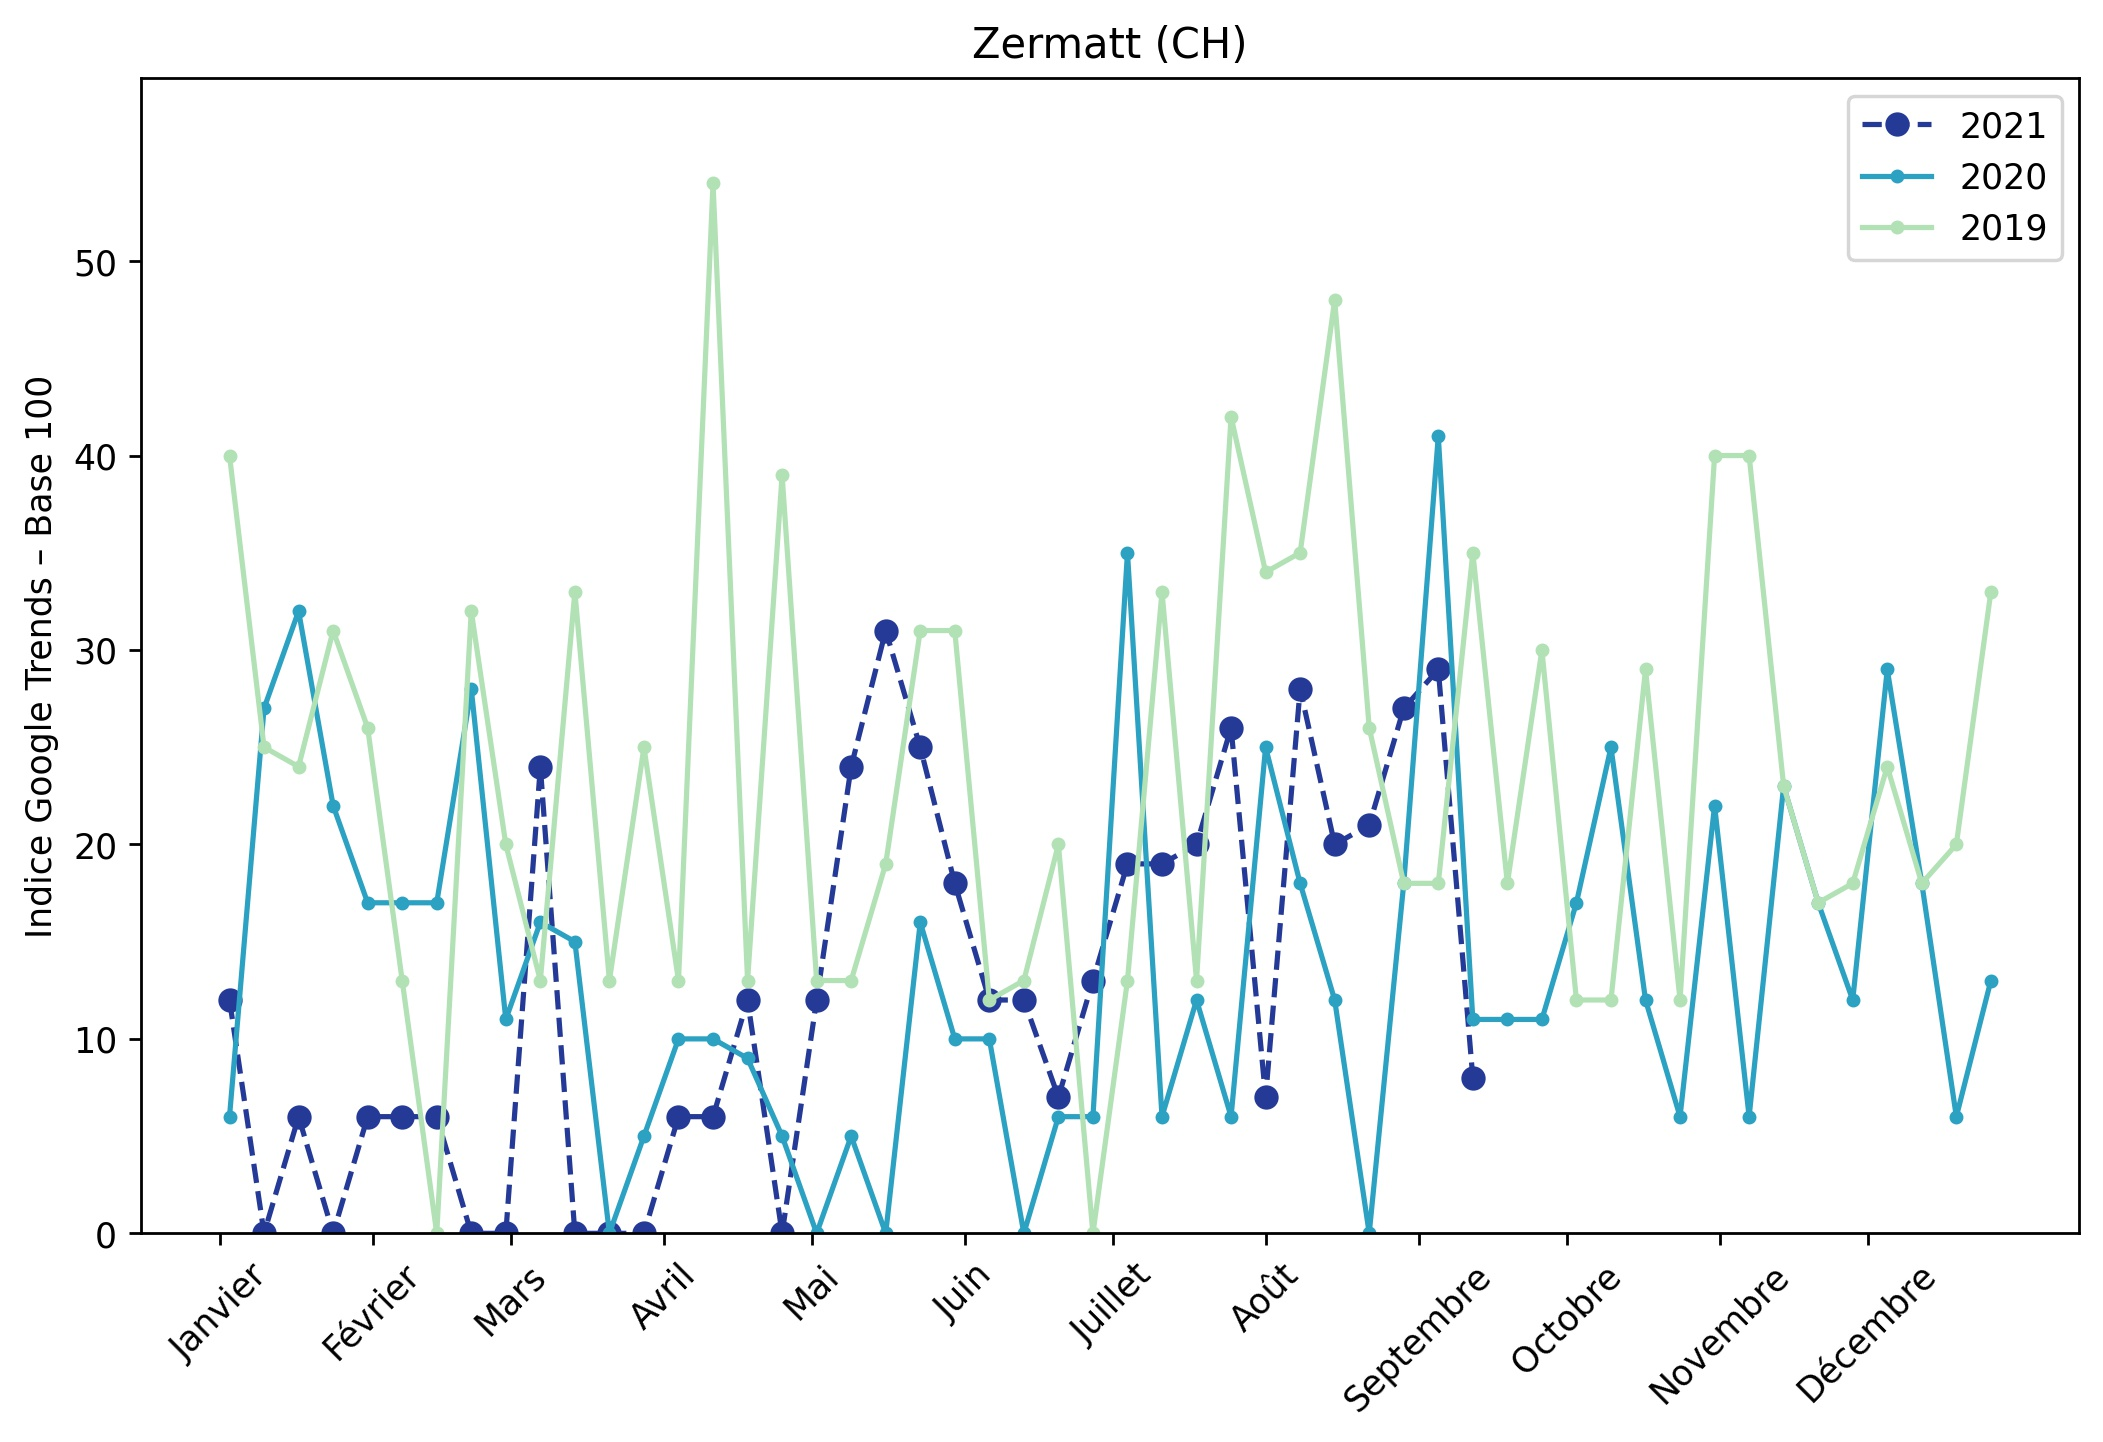 Zermatt (CH)
2021
2020
2019
Indice Google Trends – Base 100
50
40
30
20
10
0
Janvier
Février
Mars
Avril
Mai
Juin
Juillet
Août
Septembre
Octobre
Novembre
Décembre